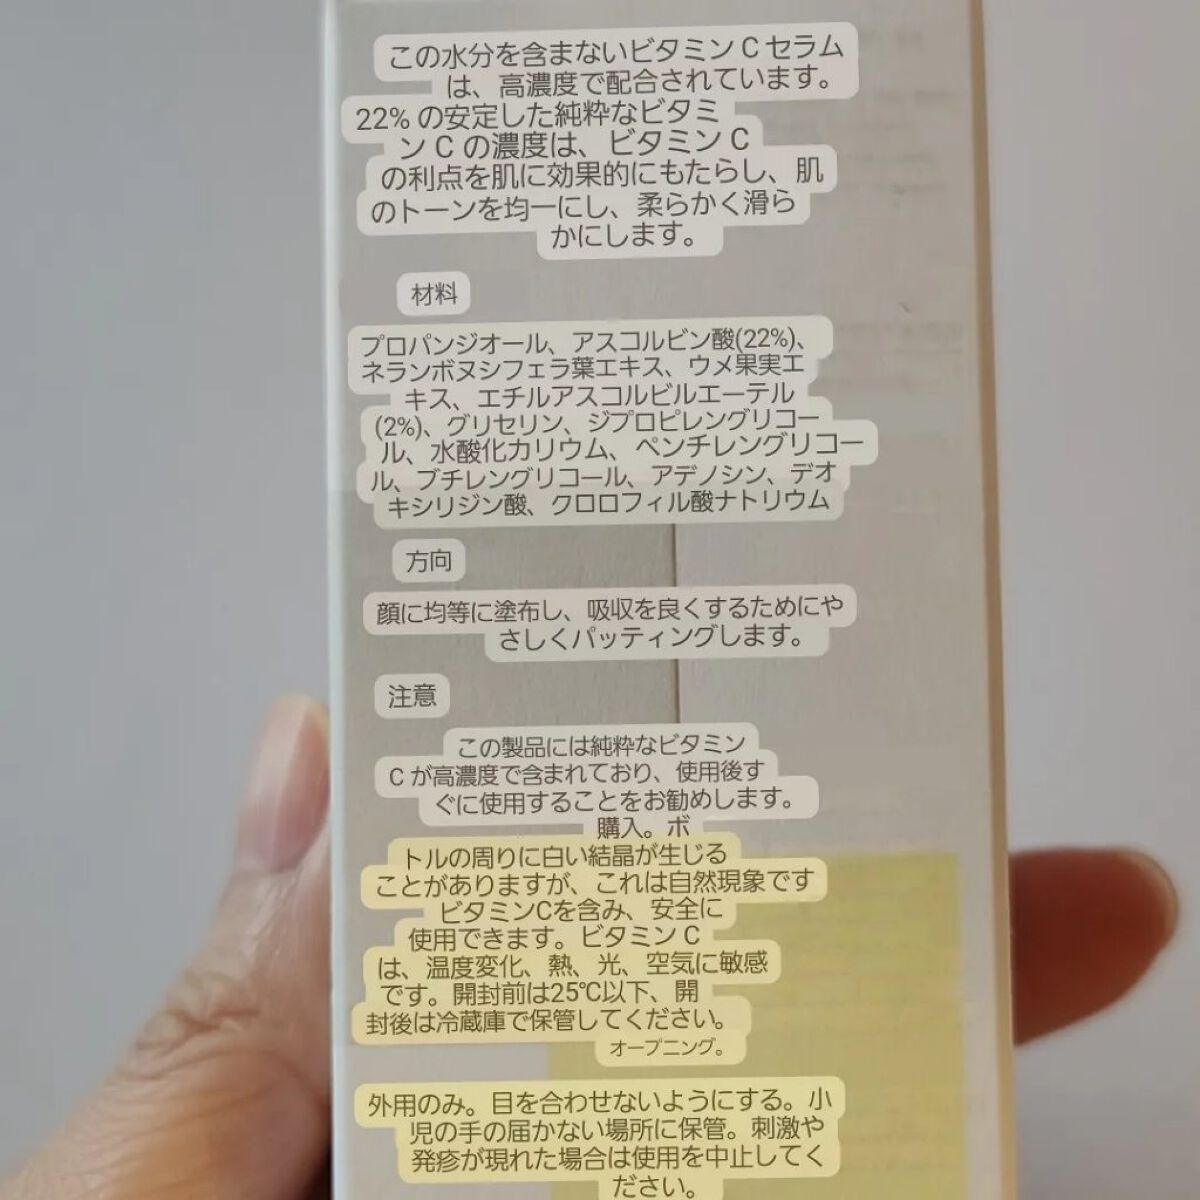 この水分を含まないビタミン C セラム
は、高濃度で配合されています。
22% の安定した純粋なビタミ
ン C の濃度は、ビタミン C
の利点を肌に効果的にもたらし、肌
のトーンを均一にし、柔らかく滑ら
かにします。
材料
プロパンジオール、アスコルビン酸(22%)、
ネランボヌシフェラ葉エキス、ウメ果実エ
キス、エチルアスコルビルエーテル
(2%)、グリセリン、ジプロピレングリコー
ル、水酸化カリウム、ペンチレングリコー
ル、ブチレングリコール、アデノシン、デオ
キシリジン酸、クロロフィル酸ナトリウム
方向
顔に均等に塗布し、吸収を良くするためにや
さしくパッティングします。
注意
この製品には純粋なビタミン
C が高濃度で含まれており、使用後す
ぐに使用することをお勧めします。
購入。ボ
トルの周りに白い結晶が生じる
ことがありますが、これは自然現象です
ビタミンCを含み、安全に
使用できます。ビタミン C
は、温度変化、熱、光、空気に敏感
です。開封前は25℃以下、開
封後は冷蔵庫で保管してください。
オープニング。
外用のみ。目を合わせないようにする。小
児の手の届かない場所に保管。刺激や
発疹が現れた場合は使用を中止してく
ださい。